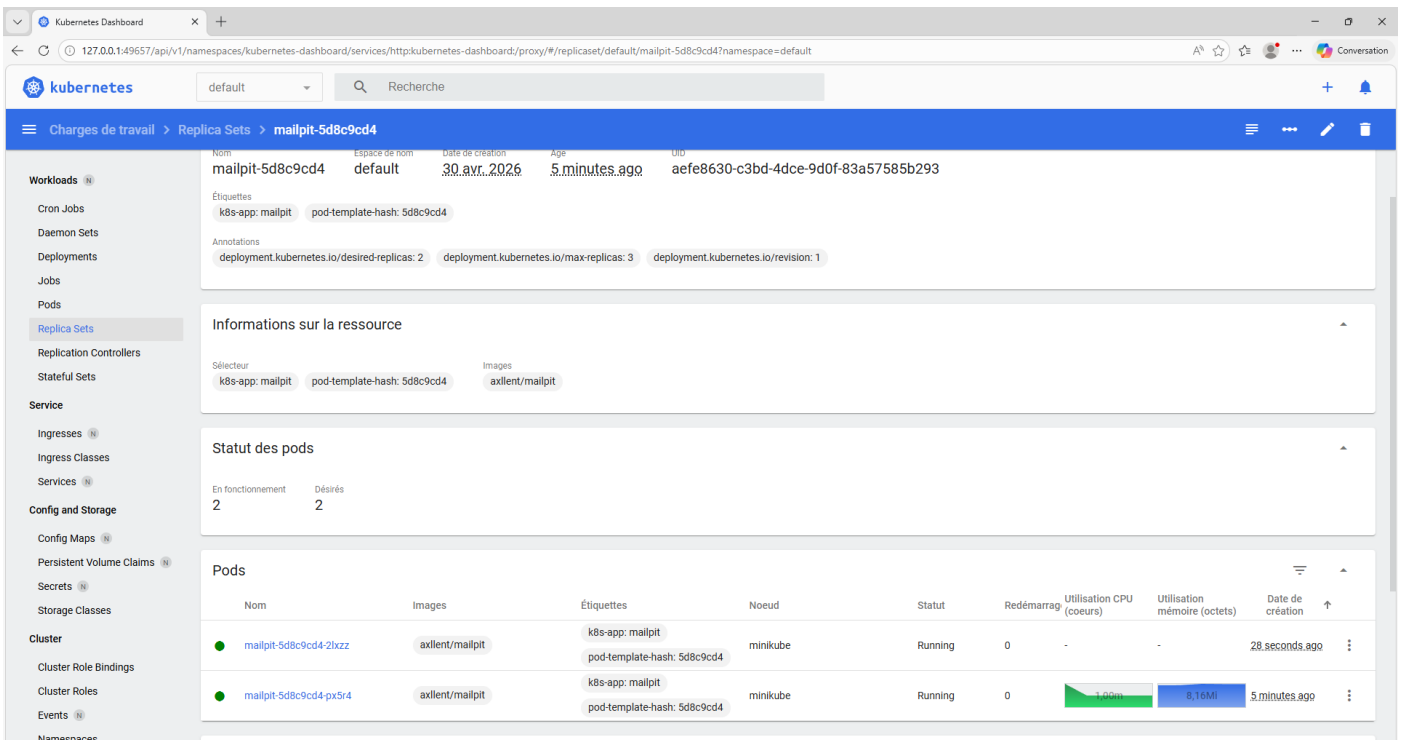 Kubernetes Dashboard
127.0.0.1:49657/api/v1/namespaces/kubernetes-dashboard/services/http:kubernetes-dashboard:/proxy/#/replicaset/default/mailpit-5d8c9cd4?namespace=default
Conversation
kubernetes
default
Recherche
Charges de travail > Replica Sets > mailpit-5d8c9cd4
Workloads N
Cron Jobs
Daemon Sets
Deployments
Jobs
Pods
Replica Sets
Replication Controllers
Stateful Sets
Service
Ingresses N
Ingress Classes
Services N
Config and Storage
Config Maps N
Persistent Volume Claims N
Secrets N
Storage Classes
Cluster
Cluster Role Bindings
Cluster Roles
Events N
Namespaces
Nom Espace de nom Date de création Age UID
mailpit-5d8c9cd4 default 30 avr. 2026 5 minutes ago aefe8630-c3bd-4dce-9d0f-83a57585b293
Étiquettes
k8s-app: mailpit pod-template-hash: 5d8c9cd4
Annotations
deployment.kubernetes.io/desired-replicas: 2 deployment.kubernetes.io/max-replicas: 3 deployment.kubernetes.io/revision: 1
Informations sur la ressource
Sélecteur Images
k8s-app: mailpit pod-template-hash: 5d8c9cd4 axllent/mailpit
Statut des pods
En fonctionnement Désirés
2 2
Pods
Nom Images Étiquettes Noeud Statut Redémarrag Utilisation CPU (coeurs) Utilisation mémoire (octets) Date de création
mailpit-5d8c9cd4-2lxzz axllent/mailpit k8s-app: mailpit pod-template-hash: 5d8c9cd4 minikube Running 0 - - 28 seconds ago
mailpit-5d8c9cd4-px5r4 axllent/mailpit k8s-app: mailpit pod-template-hash: 5d8c9cd4 minikube Running 0 1,00m 8,16Mi 5 minutes ago